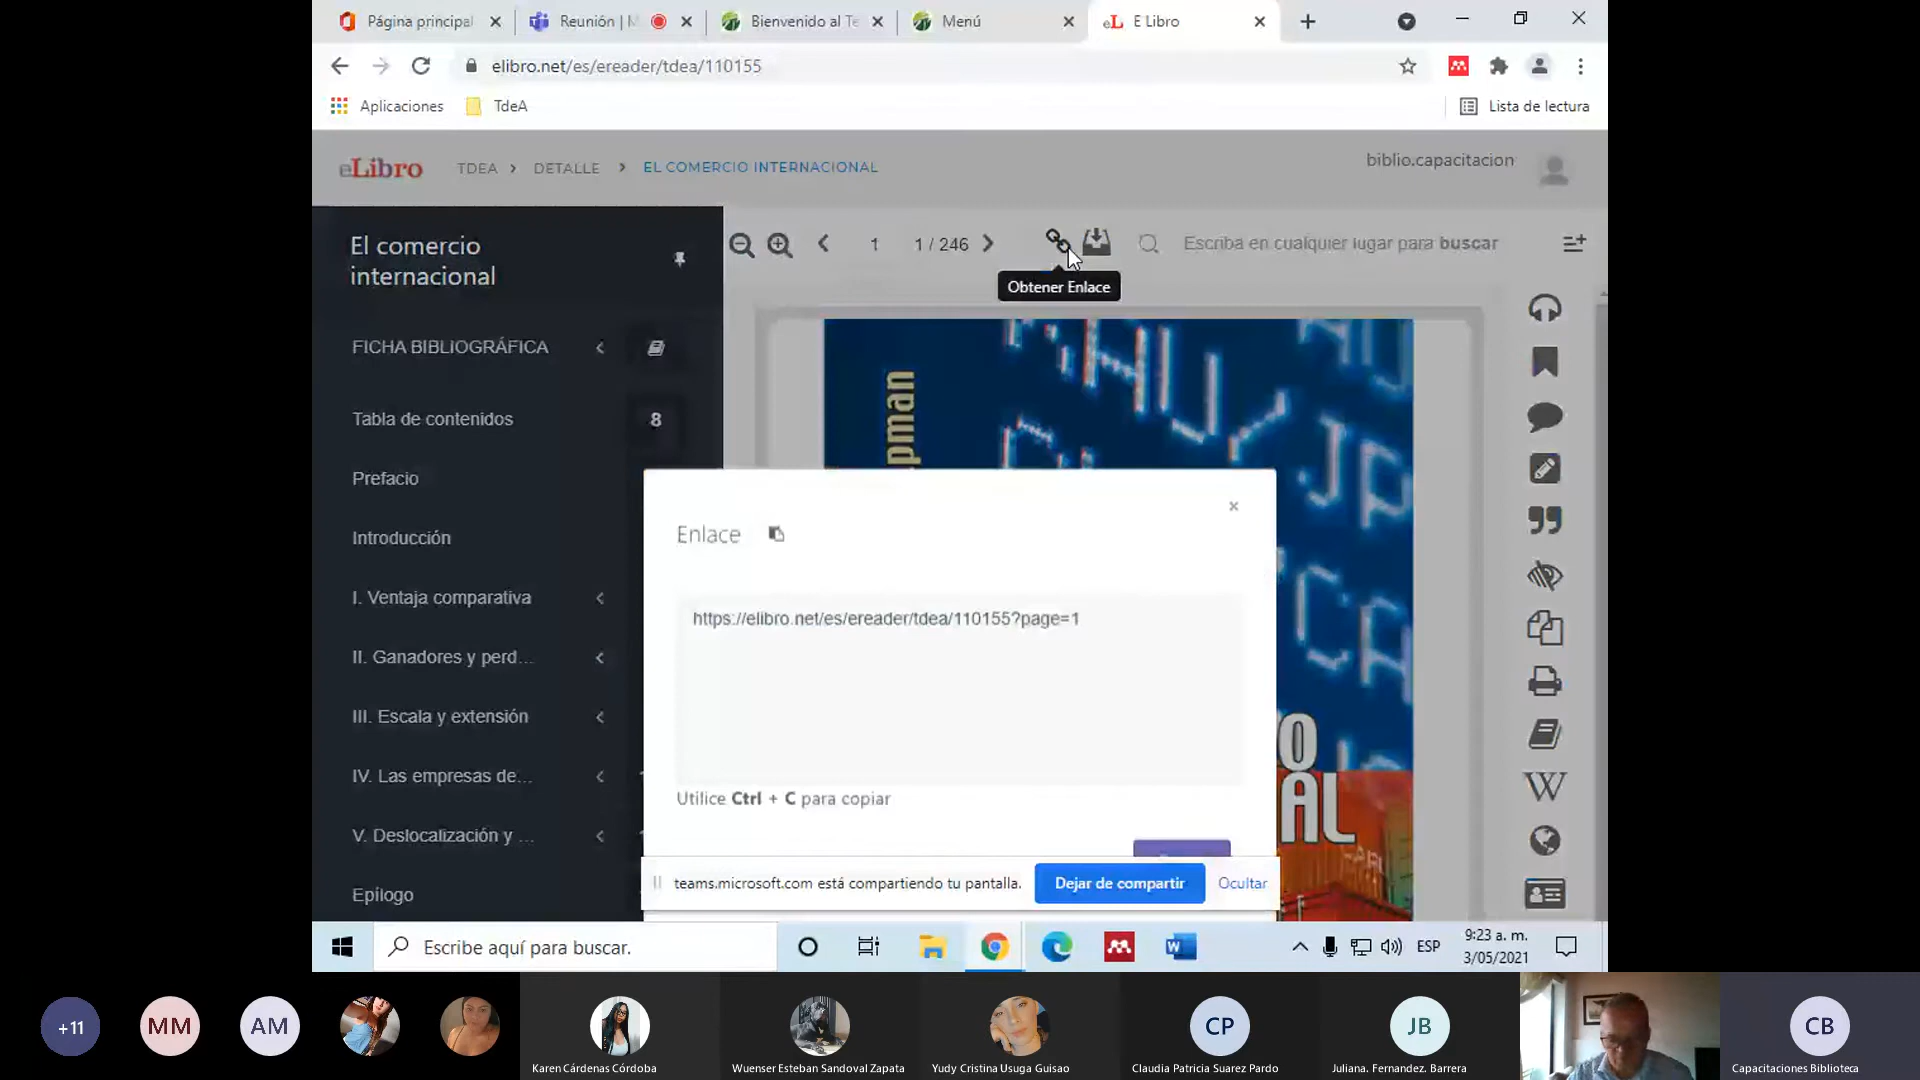 Página principal
Reunión | M
Bienvenido al Te
Menú
eL E Libro
elibro.net/es/ereader/tdea/110155
Aplicaciones
TdeA
Lista de lectura
eLibro
TDEA
DETALLE
EL COMERCIO INTERNACIONAL
biblio.capacitacion
El comercio
internacional
1
1 / 246
Escriba en cualquier lugar para buscar
Obtener Enlace
FICHA BIBLIOGRÁFICA
Tabla de contenidos 8
Prefacio
Introducción
I. Ventaja comparativa
II. Ganadores y perd...
III. Escala y extensión
IV. Las empresas de...
V. Deslocalización y ...
Epílogo
pman
Enlace
https://elibro.net/es/ereader/tdea/110155?page=1
Utilice Ctrl + C para copiar
teams.microsoft.com está compartiendo tu pantalla.
Dejar de compartir
Ocultar
W
Escribe aquí para buscar.
ESP
9:23 a. m.
3/05/2021
+11
MM
AM
CP
JB
CB
Karen Cárdenas Córdoba
Wuenser Esteban Sandoval Zapata
Yudy Cristina Usuga Guisao
Claudia Patricia Suarez Pardo
Juliana. Fernandez. Barrera
Capacitaciones Biblioteca